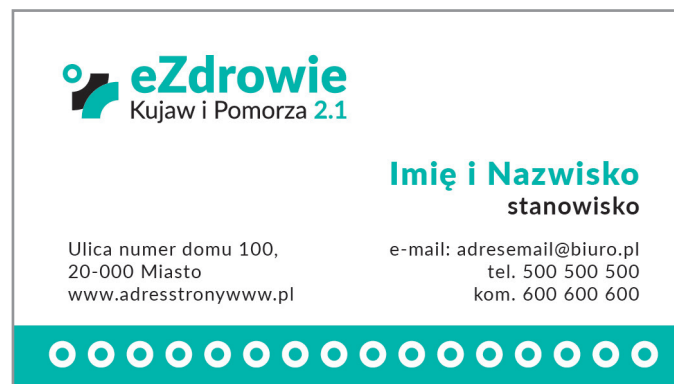 eZdrowie
Kujaw i Pomorza 2.1
Imię i Nazwisko
stanowisko
Ulica numer domu 100,
20-000 Miasto
www.adresstronywww.pl
e-mail: adresemail@biuro.pl
tel. 500 500 500
kom. 600 600 600